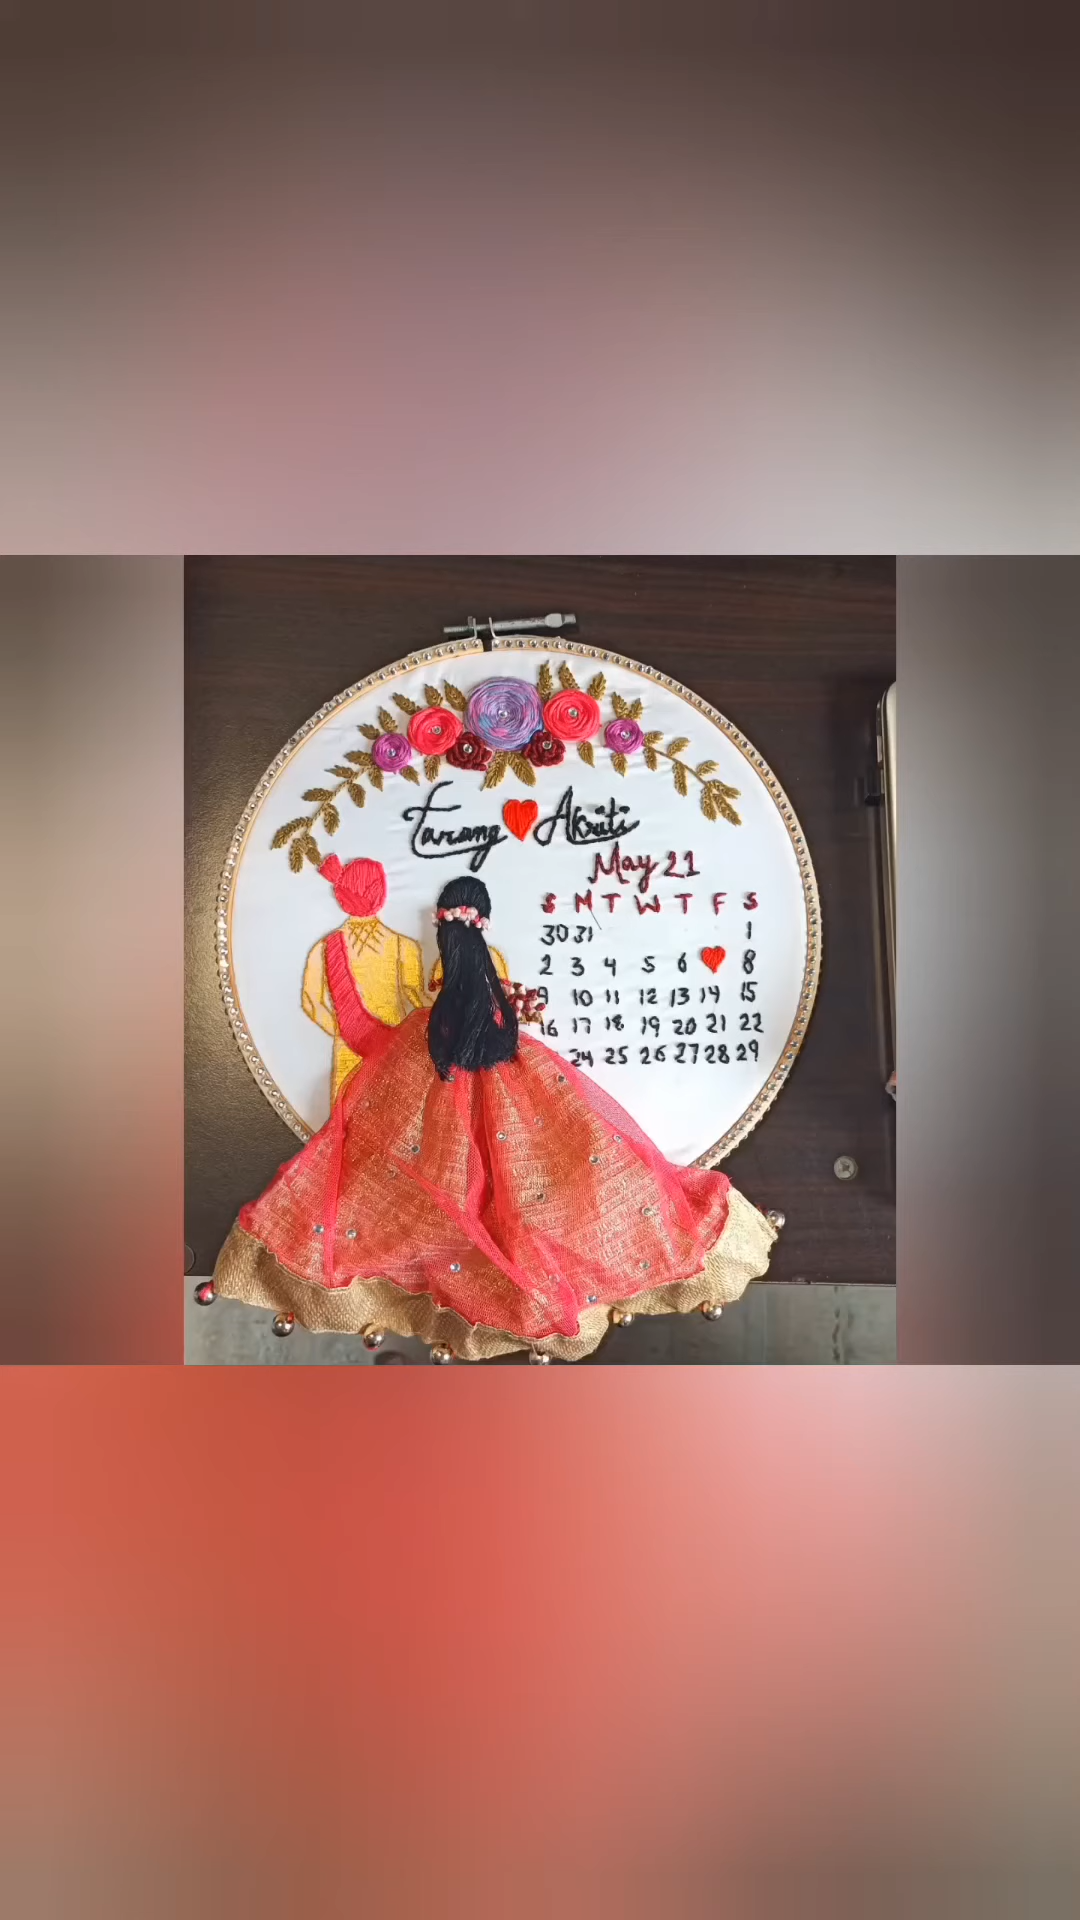 Tarang Akriti
May 21
S M T W T F S
30 31 1
2 3 4 5 6 8
9 10 11 12 13 14 15
16 17 18 19 20 21 22
24 25 26 27 28 29